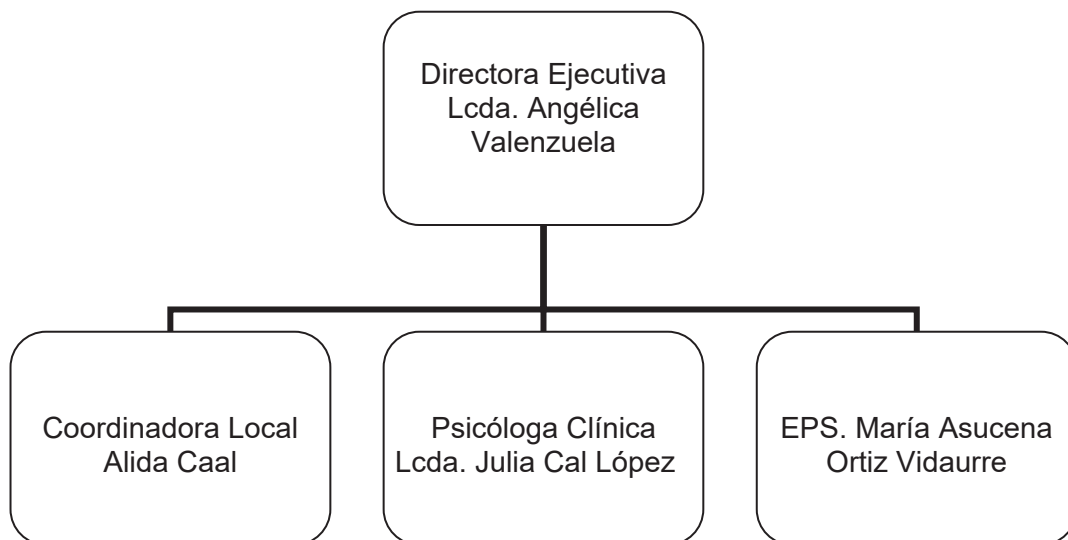 Directora Ejecutiva
Lcda. Angélica
Valenzuela
Coordinadora Local
Alida Caal
Psicóloga Clínica
Lcda. Julia Cal López
EPS. María Asucena
Ortiz Vidaurre